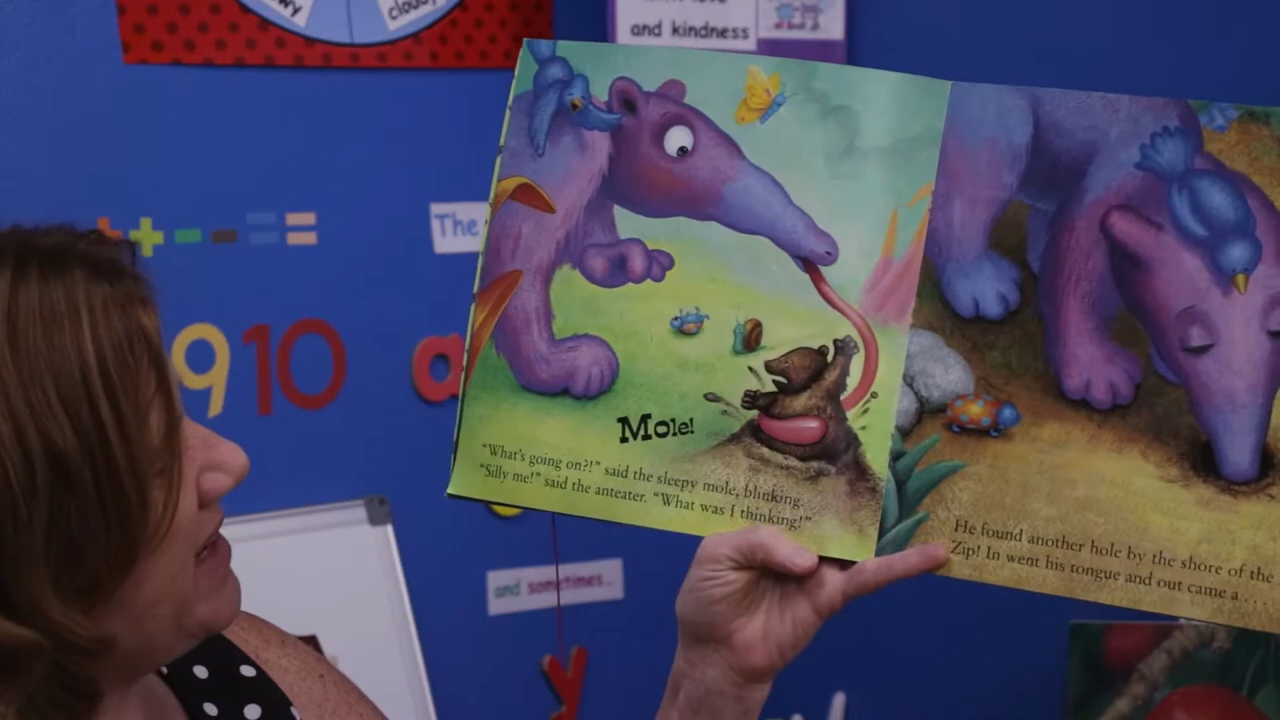 cloudy
and kindness
The
9 10
a
Mole!
"What's going on?!" said the sleepy mole, blinking.
"Silly me!" said the anteater. "What was I thinking!"
He found another hole by the shore of the
Zip! In went his tongue and out came a . . . .
and sometimes...
y